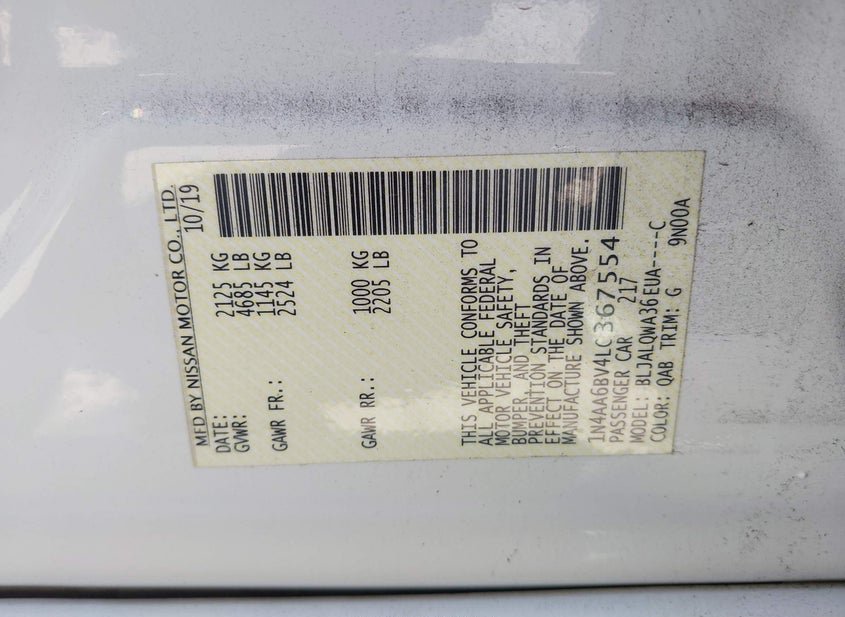 MFD BY NISSAN MOTOR CO., LTD.
DATE: 10/19
GVWR: 2125 KG
4685 LB
GAWR FR.: 1145 KG
2524 LB
GAWR RR.: 1000 KG
2205 LB
THIS VEHICLE CONFORMS TO
ALL APPLICABLE FEDERAL
MOTOR VEHICLE SAFETY,
BUMPER, AND THEFT
PREVENTION STANDARDS IN
EFFECT ON THE DATE OF
MANUFACTURE SHOWN ABOVE.
1N4AA6BV4LC367554
PASSENGER CAR 217
MODEL: BLJALQWA36EUA----C
COLOR: QAB TRIM: G 9N00A